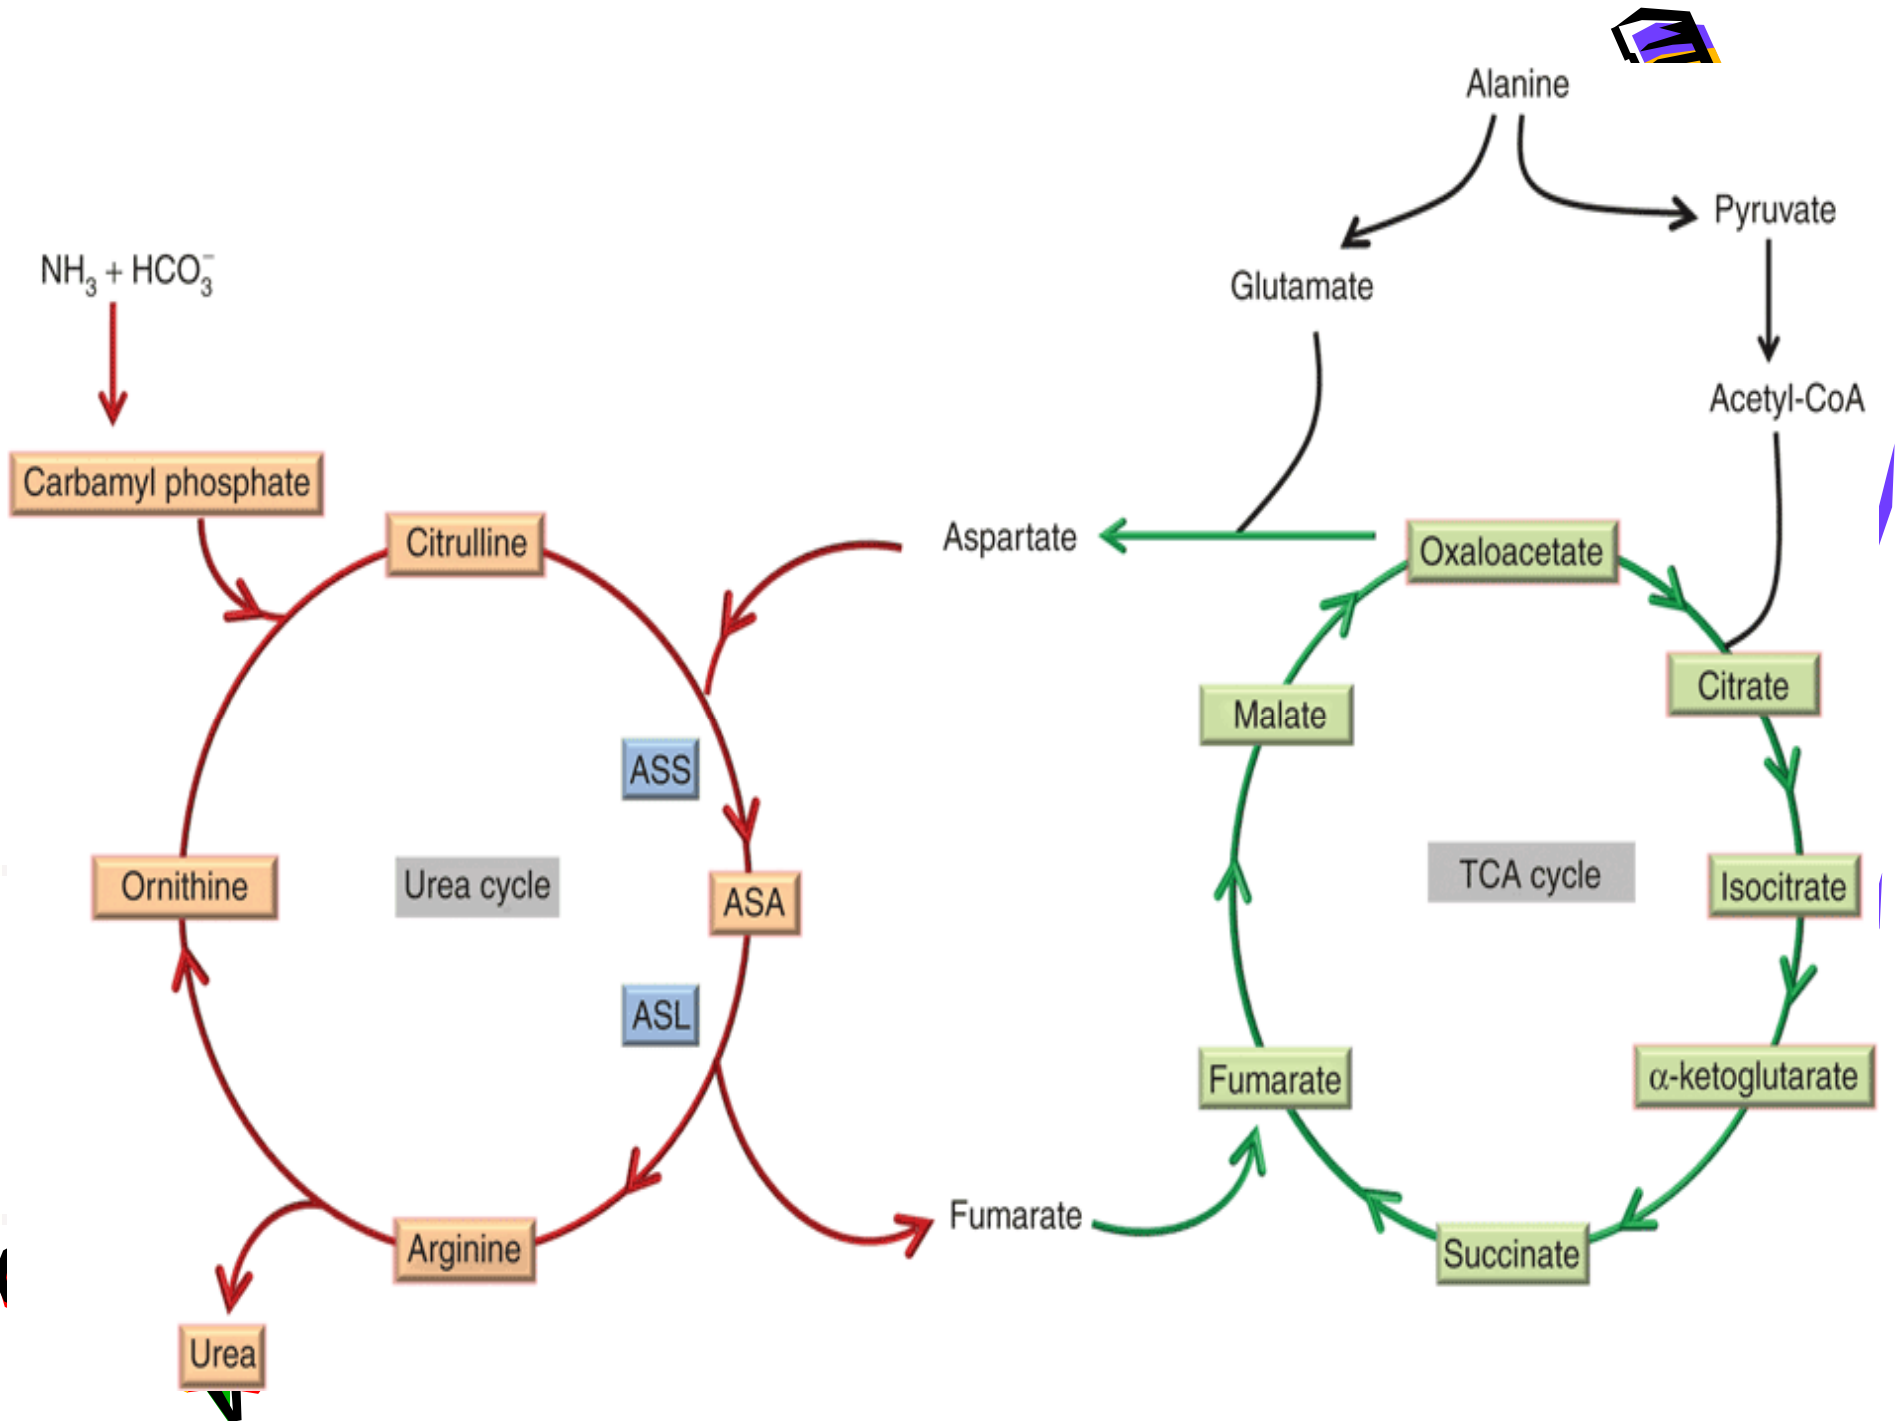 Alanine
Pyruvate
NH₃ + HCO₃⁻
Glutamate
Acetyl-CoA
Carbamyl phosphate
Citrulline
Aspartate
Oxaloacetate
Citrate
Malate
ASS
TCA cycle
Ornithine
Urea cycle
ASA
Isocitrate
ASL
Fumarate
α-ketoglutarate
Fumarate
Arginine
Succinate
Urea